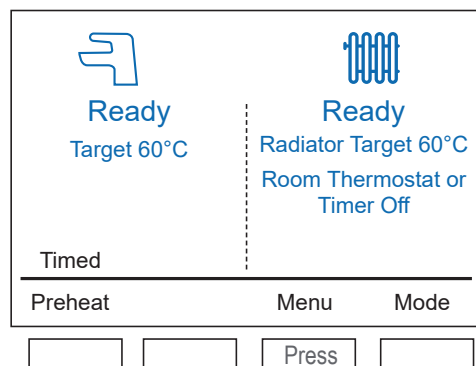 Ready
Target 60°C
Ready
Radiator Target 60°C
Room Thermostat or
Timer Off
Timed
Preheat
Menu
Mode
Press